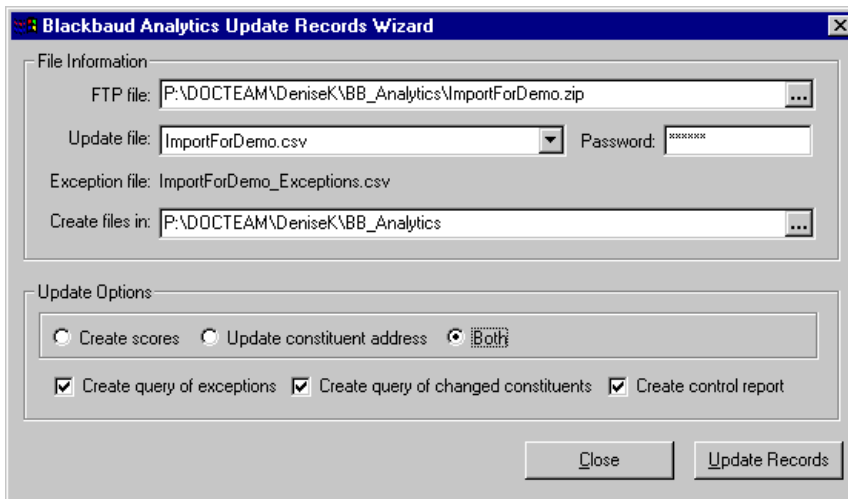 Blackbaud Analytics Update Records Wizard
File Information
FTP file: P:\DOCTEAM\DeniseK\BB_Analytics\ImportForDemo.zip ...
Update file: ImportForDemo.csv Password: ××××××
Exception file: ImportForDemo_Exceptions.csv
Create files in: P:\DOCTEAM\DeniseK\BB_Analytics ...
Update Options
Create scores Update constituent address Both
Create query of exceptions Create query of changed constituents Create control report
Close Update Records